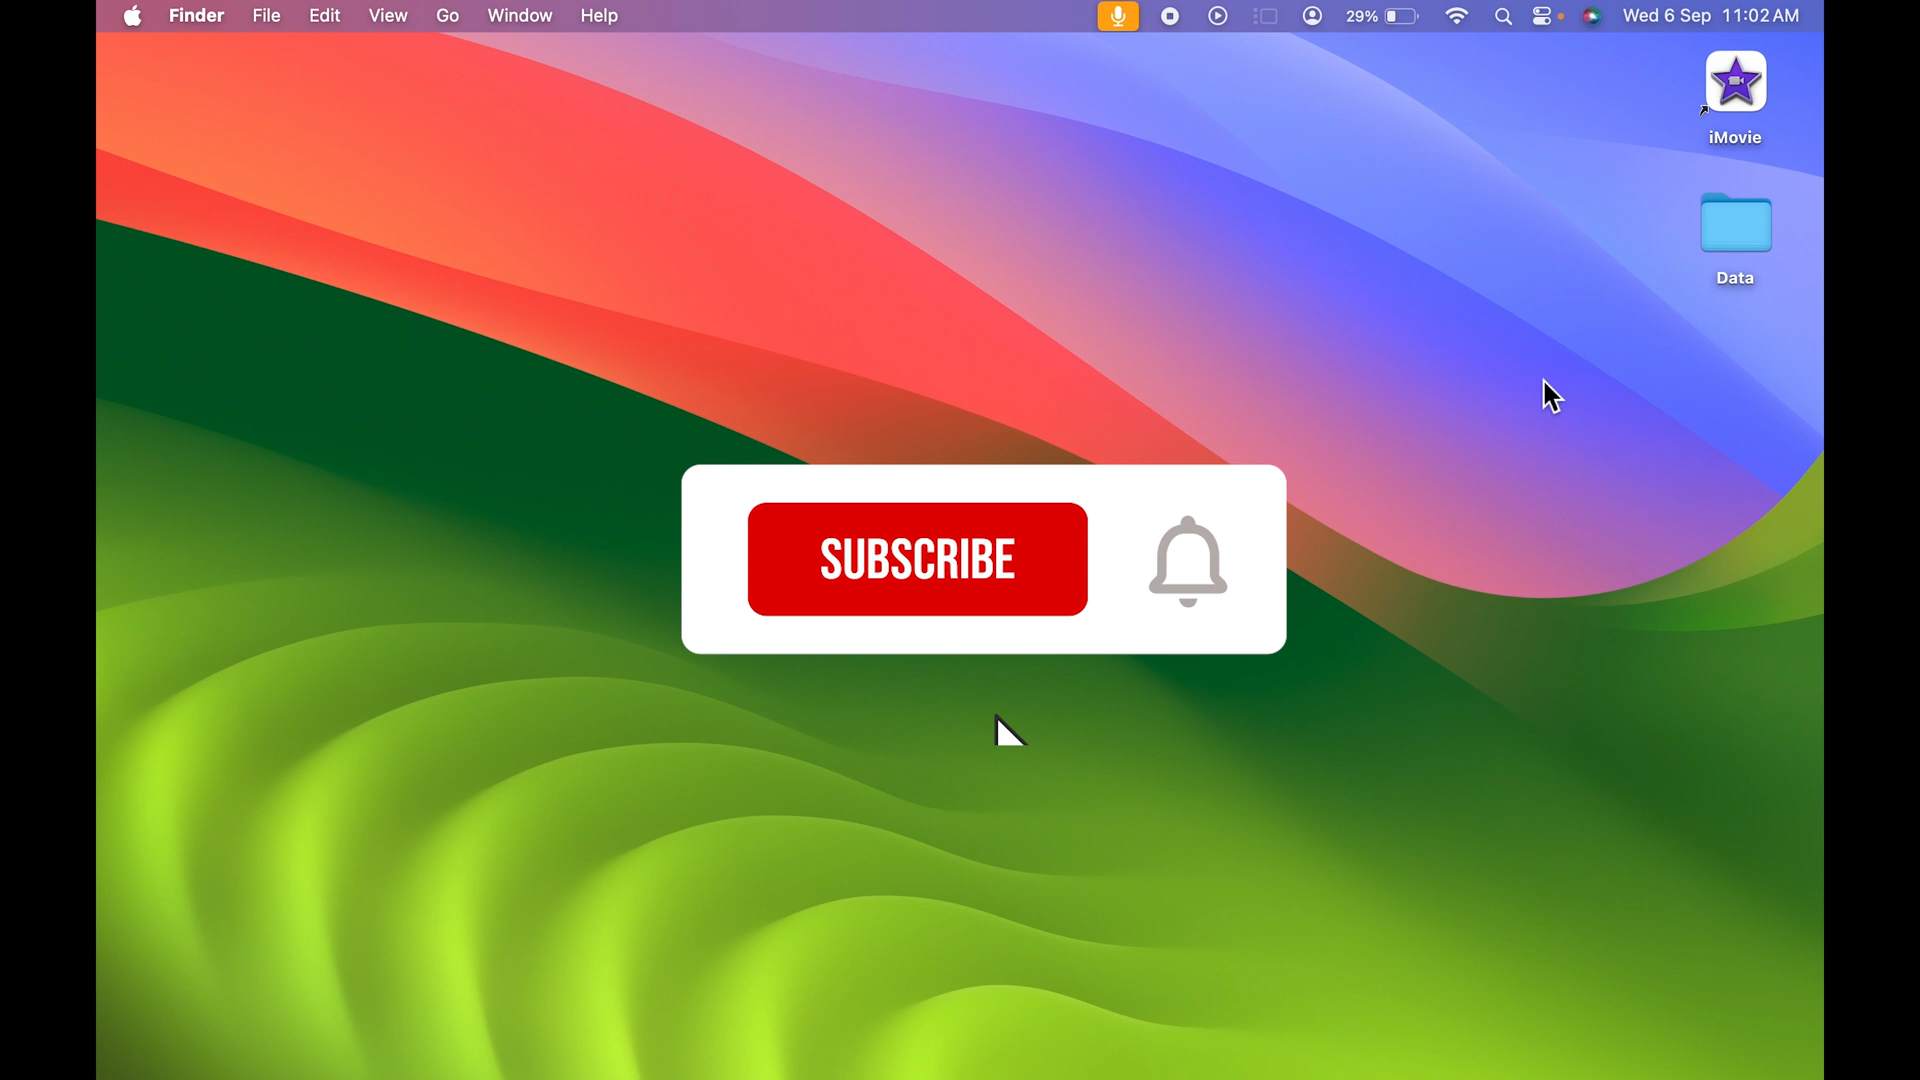 Finder File Edit View Go Window Help 29% Wed 6 Sep 11:02 AM
iMovie
Data
SUBSCRIBE